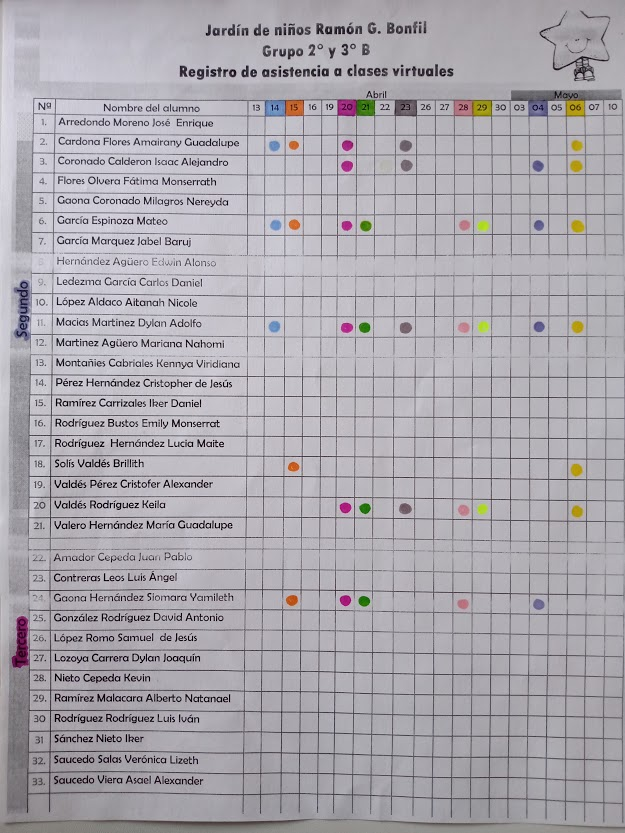 Jardín de niños Ramón G. Bonfil
Grupo 2° y 3° B
Registro de asistencia a clases virtuales
Abril Mayo
Nº Nombre del alumno 13 14 15 16 19 20 21 22 23 26 27 28 29 30 03 04 05 06 07 10
1. Arredondo Moreno José Enrique
2. Cardona Flores Amairany Guadalupe
3. Coronado Calderon Isaac Alejandro
4. Flores Olvera Fátima Monserrath
5. Gaona Coronado Milagros Nereyda
6. García Espinoza Mateo
7. García Marquez Jabel Baruj
8. Hernández Agüero Edwin Alonso
9. Ledezma García Carlos Daniel
Segundo
10. López Aldaco Aitanah Nicole
11. Macias Martinez Dylan Adolfo
12. Martinez Agüero Mariana Nahomi
13. Montañies Cabriales Kennya Viridiana
14. Pérez Hernández Cristopher de Jesús
15. Ramírez Carrizales Iker Daniel
16. Rodríguez Bustos Emily Monserrat
17. Rodríguez Hernández Lucia Maite
18. Solís Valdés Brillith
19. Valdés Pérez Cristofer Alexander
20 Valdés Rodríguez Keila
21. Valero Hernández María Guadalupe
22. Amador Cepeda Juan Pablo
23. Contreras Leos Luis Ángel
24. Gaona Hernández Siomara Yamileth
25. González Rodríguez David Antonio
Tercero
26. López Romo Samuel de Jesús
27. Lozoya Carrera Dylan Joaquín
28. Nieto Cepeda Kevin
29. Ramírez Malacara Alberto Natanael
30 Rodríguez Rodríguez Luis Iván
31 Sánchez Nieto Iker
32. Saucedo Salas Verónica Lizeth
33. Saucedo Viera Asael Alexander